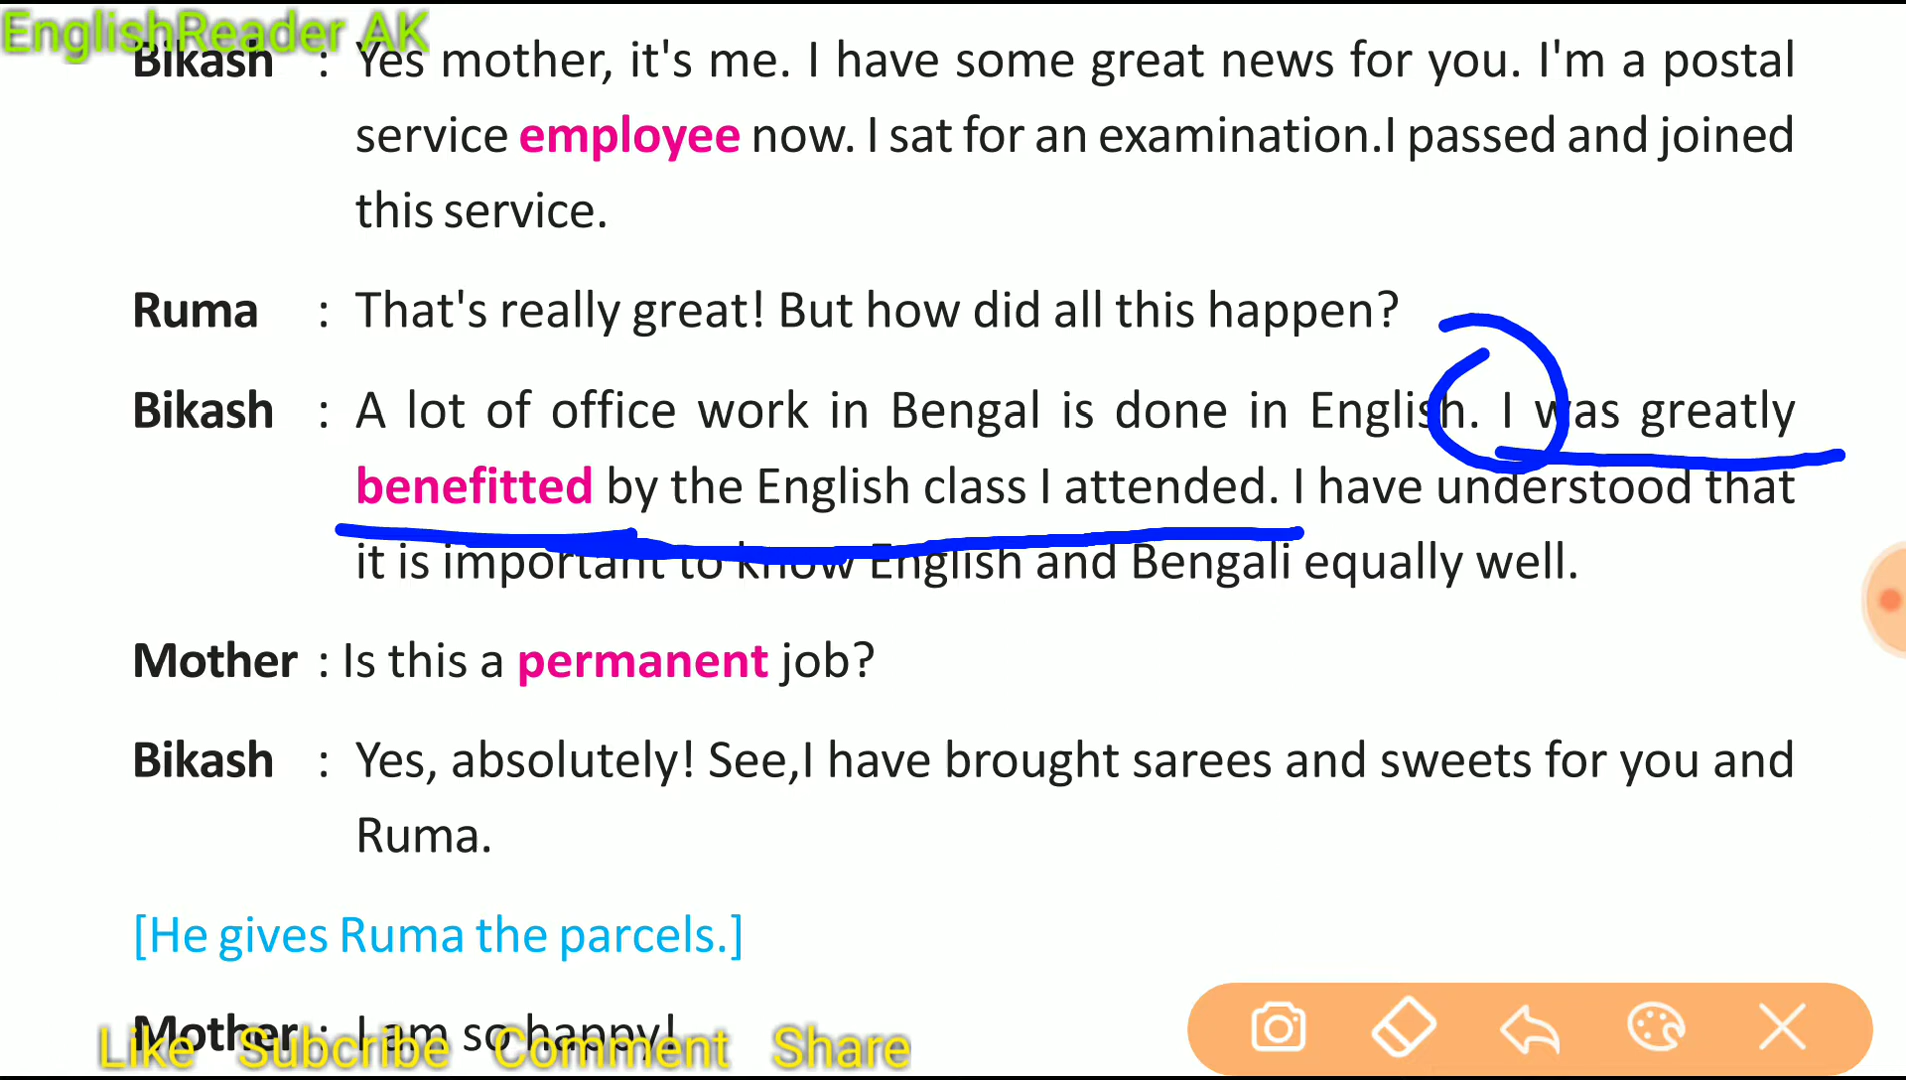 EnglishReader AK
Bikash : Yes mother, it's me. I have some great news for you. I'm a postal
service employee now. I sat for an examination.I passed and joined
this service.
Ruma : That's really great! But how did all this happen?
Bikash : A lot of office work in Bengal is done in English. I was greatly
benefitted by the English class I attended. I have understood that
it is important to know English and Bengali equally well.
Mother : Is this a permanent job?
Bikash : Yes, absolutely! See,I have brought sarees and sweets for you and
Ruma.
[He gives Ruma the parcels.]
Mother : I am so happy!
Like Subcribe Comment Share